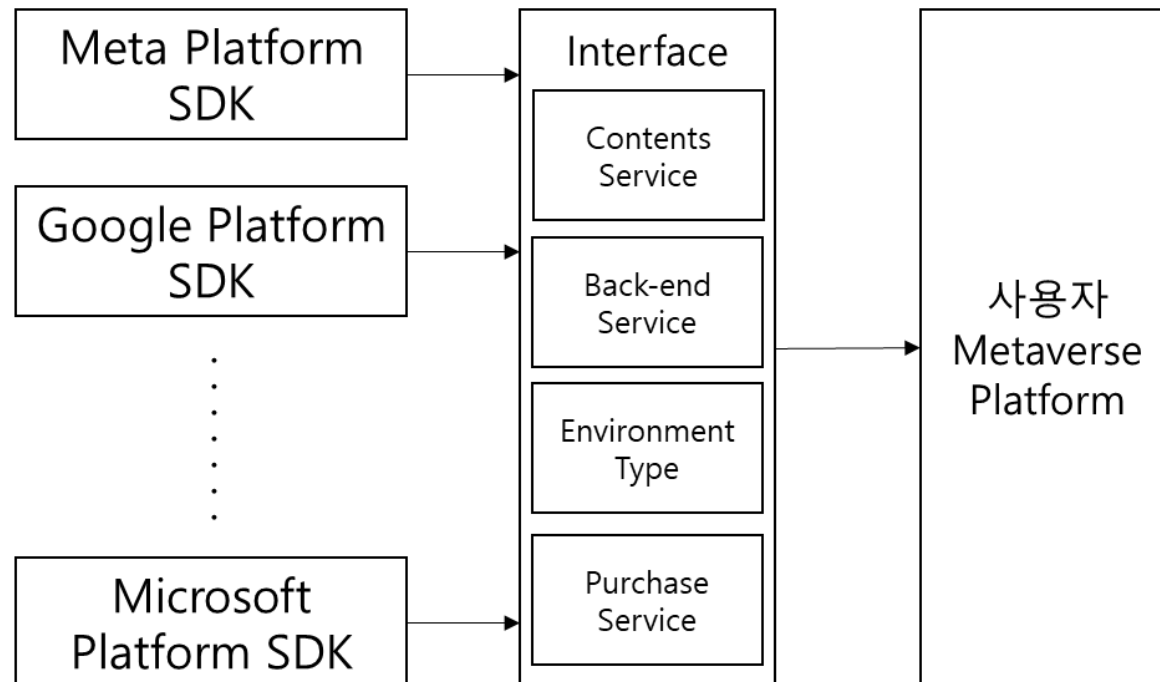 Meta Platform
SDK
Google Platform
SDK
Microsoft
Platform SDK
Interface
Contents
Service
Back-end
Service
Environment
Type
Purchase
Service
사용자
Metaverse
Platform